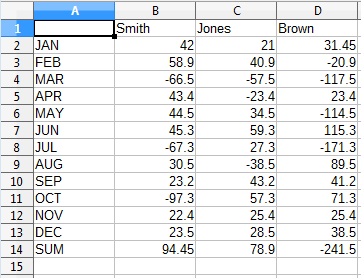 A B C D
1 Smith Jones Brown
2 JAN 42 21 31.45
3 FEB 58.9 40.9 -20.9
4 MAR -66.5 -57.5 -117.5
5 APR 43.4 -23.4 23.4
6 MAY 44.5 34.5 -114.5
7 JUN 45.3 59.3 115.3
8 JUL -67.3 27.3 -171.3
9 AUG 30.5 -38.5 89.5
10 SEP 23.2 43.2 41.2
11 OCT -97.3 57.3 71.3
12 NOV 22.4 25.4 25.4
13 DEC 23.5 28.5 38.5
14 SUM 94.45 78.9 -241.5
15